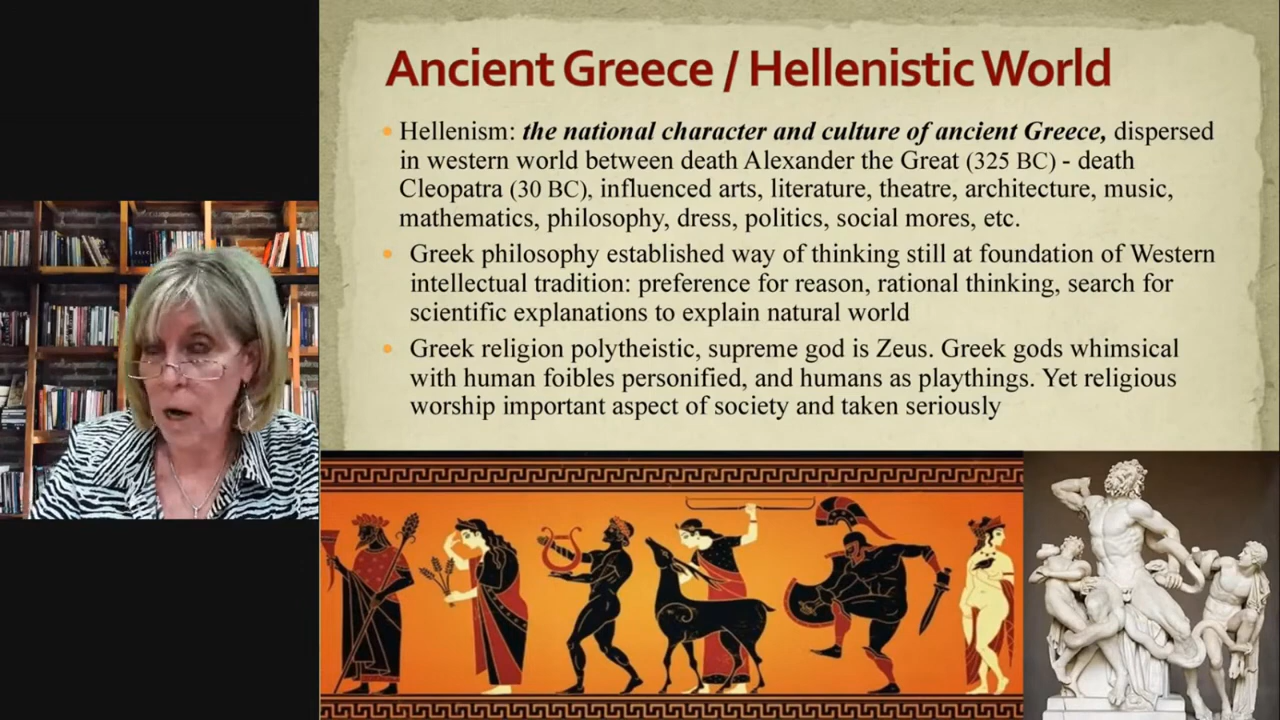 Ancient Greece / Hellenistic World
Hellenism: the national character and culture of ancient Greece, dispersed
in western world between death Alexander the Great (325 BC) - death
Cleopatra (30 BC), influenced arts, literature, theatre, architecture, music,
mathematics, philosophy, dress, politics, social mores, etc.
Greek philosophy established way of thinking still at foundation of Western
intellectual tradition: preference for reason, rational thinking, search for
scientific explanations to explain natural world
Greek religion polytheistic, supreme god is Zeus. Greek gods whimsical
with human foibles personified, and humans as playthings. Yet religious
worship important aspect of society and taken seriously